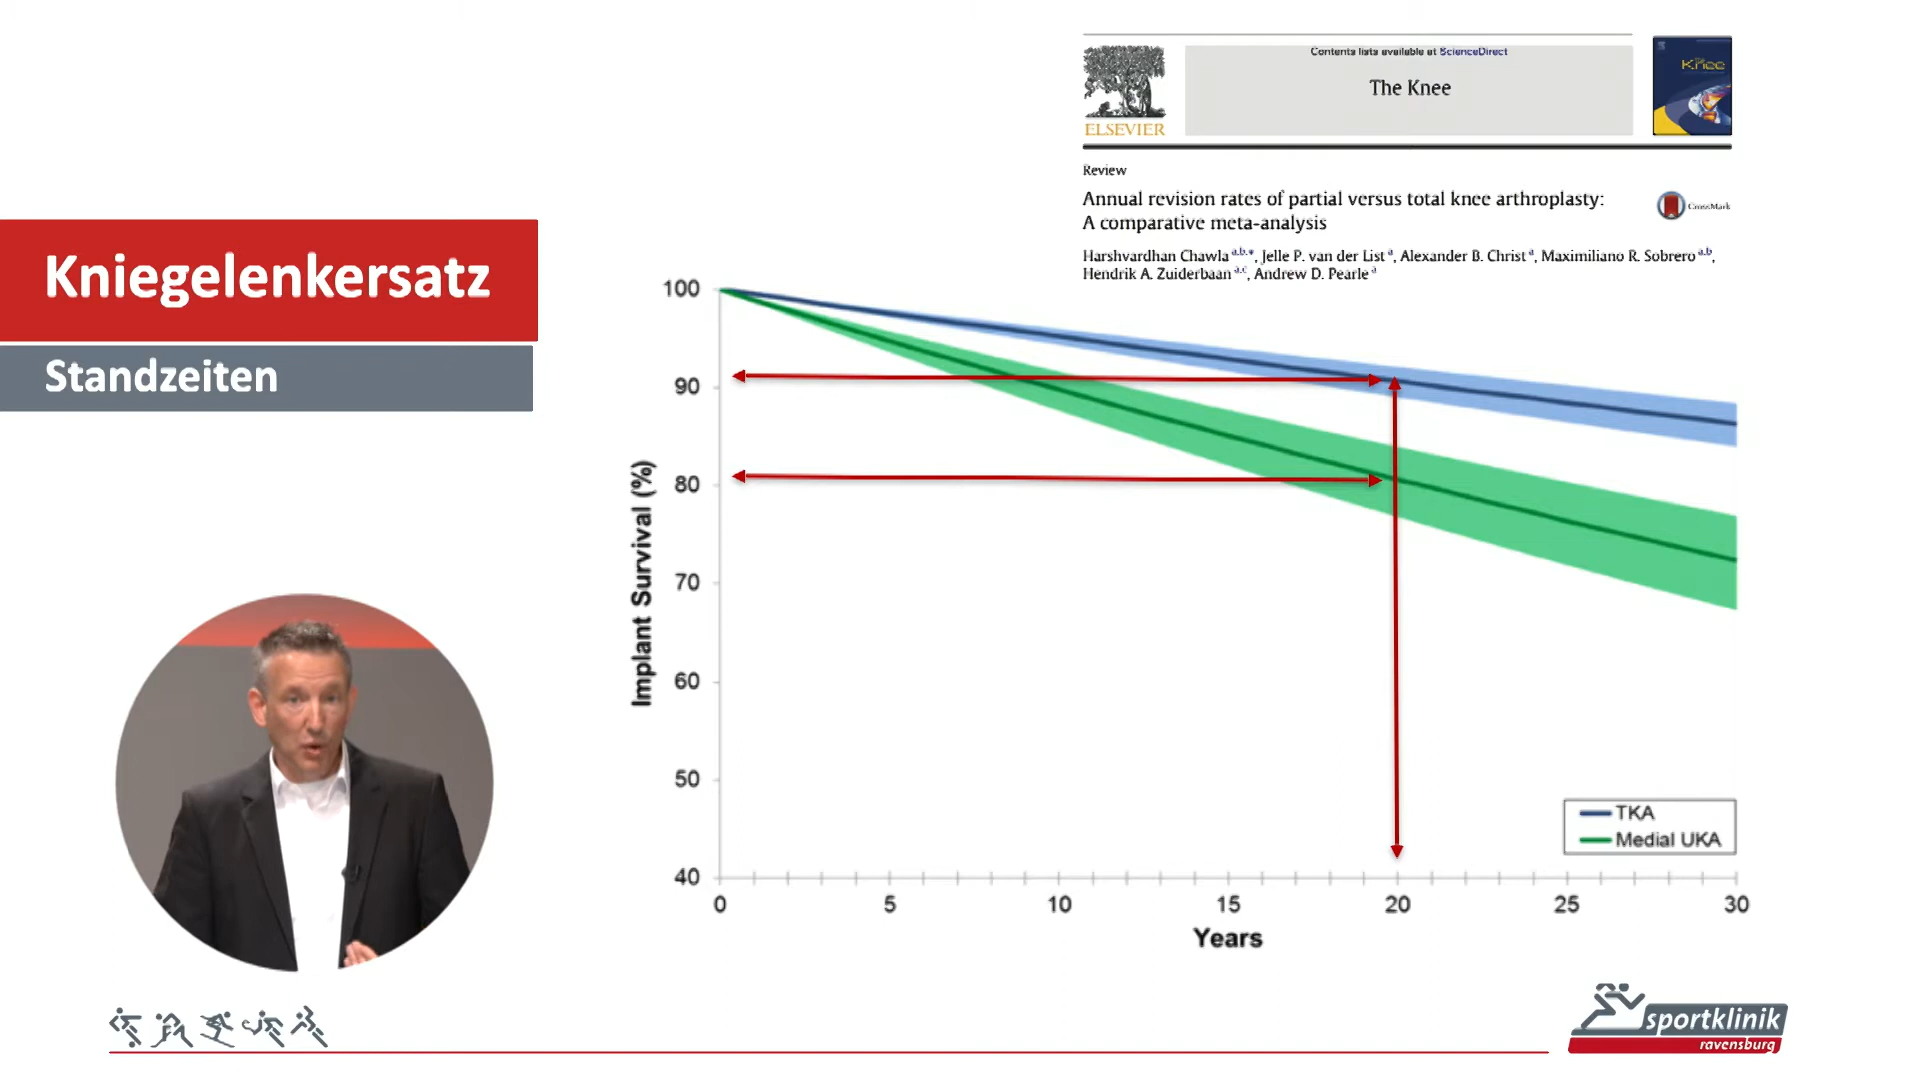 Contents lists available at ScienceDirect
The Knee
ELSEVIER
Review
Annual revision rates of partial versus total knee arthroplasty:
A comparative meta-analysis
CrossMark
Harshvardhan Chawla a,b,*, Jelle P. van der List a, Alexander B. Christ a, Maximiliano R. Sobrero a,b,
Hendrik A. Zuiderbaan a,c, Andrew D. Pearle a
Kniegelenkersatz
Standzeiten
Implant Survival (%)
100
90
80
70
60
50
40
0 5 10 15 20 25 30
Years
TKA
Medial UKA
sportklinik
ravensburg